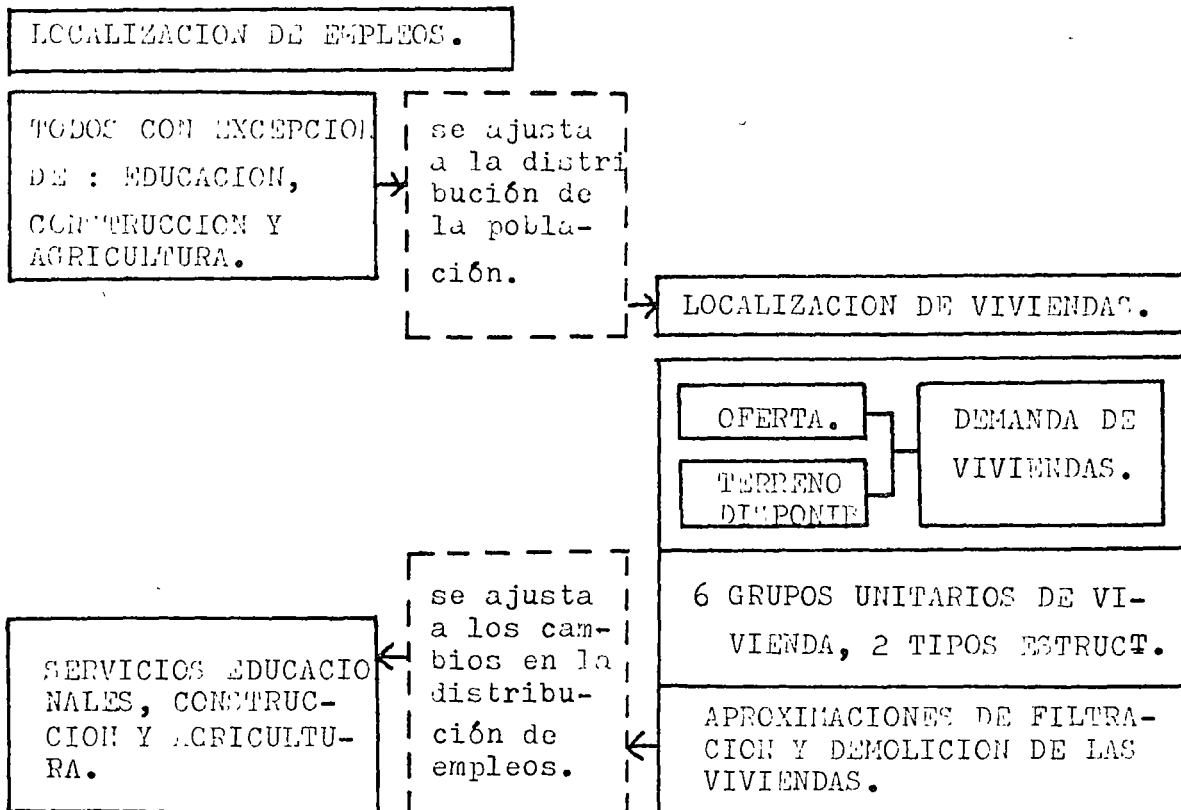 LOCALIZACION DE EMPLEOS.
TODOS CON EXCEPCION
DE : EDUCACION,
CONSTRUCCION Y
AGRICULTURA.
se ajusta
a la distri
bución de
la pobla-
ción.
LOCALIZACION DE VIVIENDAS.
OFERTA.
TERRENO
DISPONIB
DEMANDA DE
VIVIENDAS.
6 GRUPOS UNITARIOS DE VI-
VIENDA, 2 TIPOS ESTRUCT.
APROXIMACIONES DE FILTRA-
CION Y DEMOLICION DE LAS
VIVIENDAS.
se ajusta
a los cam-
bios en la
distribu-
ción de
empleos.
SERVICIOS EDUCACIO
NALES, CONSTRUC-
CION Y AGRICULTU-
RA.